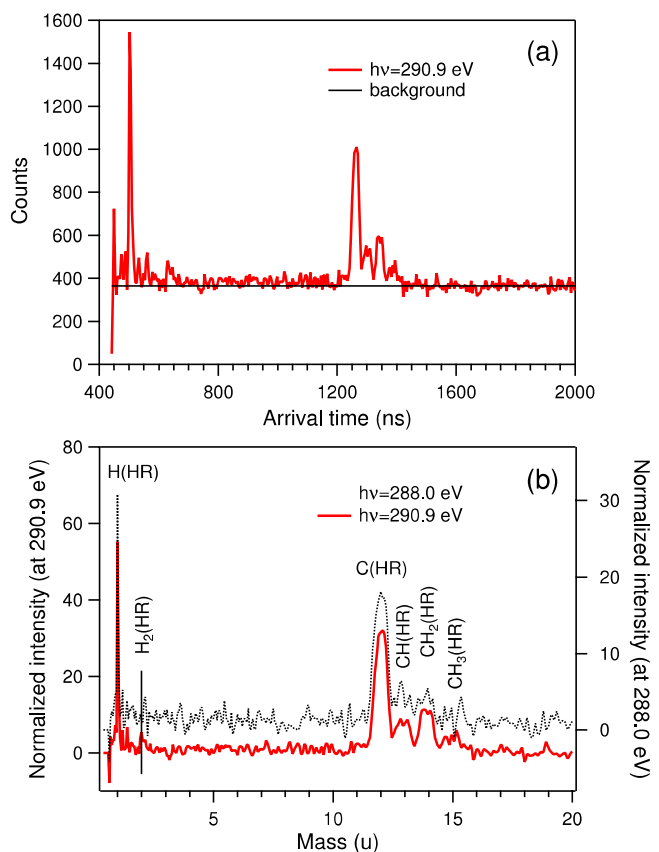 1600
1400
1200
1000
800
600
400
200
0
Counts
(a)
hν=290.9 eV
background
400
800
1200
1600
2000
Arrival time (ns)
80
60
40
20
0
Normalized intensity (at 290.9 eV)
(b)
H(HR)
H2(HR)
C(HR)
CH(HR)
CH2(HR)
CH3(HR)
hν=288.0 eV
hν=290.9 eV
30
20
10
0
Normalized intensity (at 288.0 eV)
5
10
15
20
Mass (u)